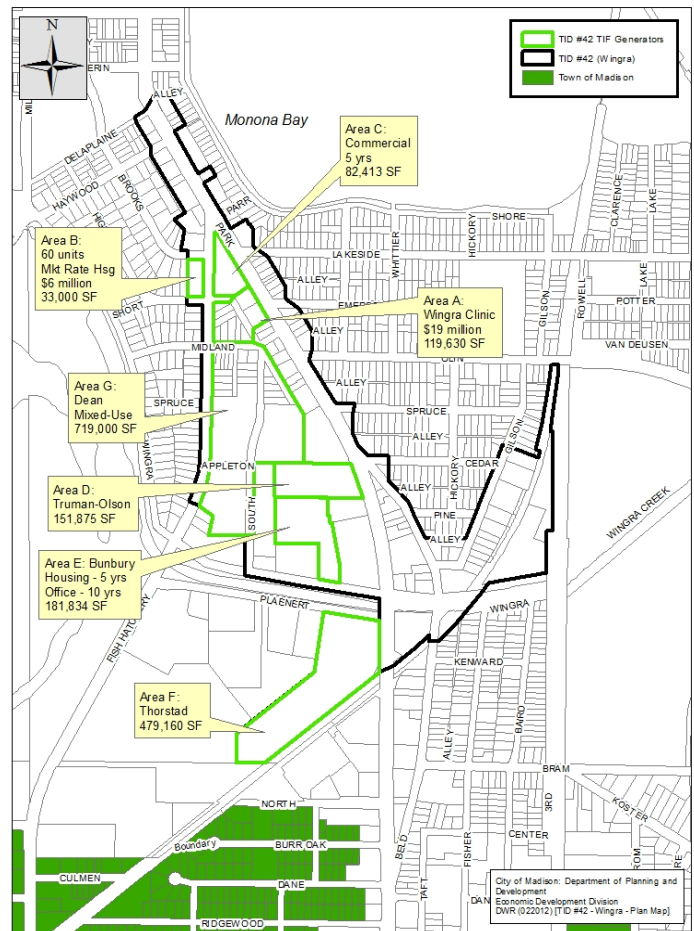 N
TID #42 TIF Generators
TID #42 (Wingra)
Town of Madison
ERIN
ALLEY
Monona Bay
DELAPLAINE
HAYWOOD
BROOKS
PARR
PARK
Area C:
Commercial
5 yrs
82,413 SF
SHORE
CLARENCE
LAKE
HICKORY
WHITTIER
LAKESIDE
ALLEY
Area B:
60 units
Mkt Rate Hsg
$6 million
33,000 SF
SHORT
Area A:
Wingra Clinic
$19 million
119,630 SF
ALLEY
GILSON
ROWELL
LAKE
POTTER
VAN DEUSEN
MIDLAND
ALLEY
Area G:
Dean
Mixed-Use
719,000 SF
SPRUCE
SPRUCE
ALLEY
WINGRA
APPLETON
GILSON
CEDAR
HICKORY
ALLEY
Area D:
Truman-Olson
151,875 SF
SOUTH
PINE
ALLEY
WINGRA CREEK
Area E: Bunbury
Housing - 5 yrs
Office - 10 yrs
181,834 SF
PLAENERT
WINGRA
FISH HATCHERY
KENWARD
Area F:
Thorstad
479,160 SF
ALLEY
BAIRD
BRAM
3RD
KOSTER
NORTH
Boundary
BURR OAK
BELD
FISHER
CENTER
CULMEN
DANE
TAFT
RIDGEWOOD
City of Madison: Department of Planning and
Development
Economic Development Division
DWR (022012) [TID #42 - Wingra - Plan Map]